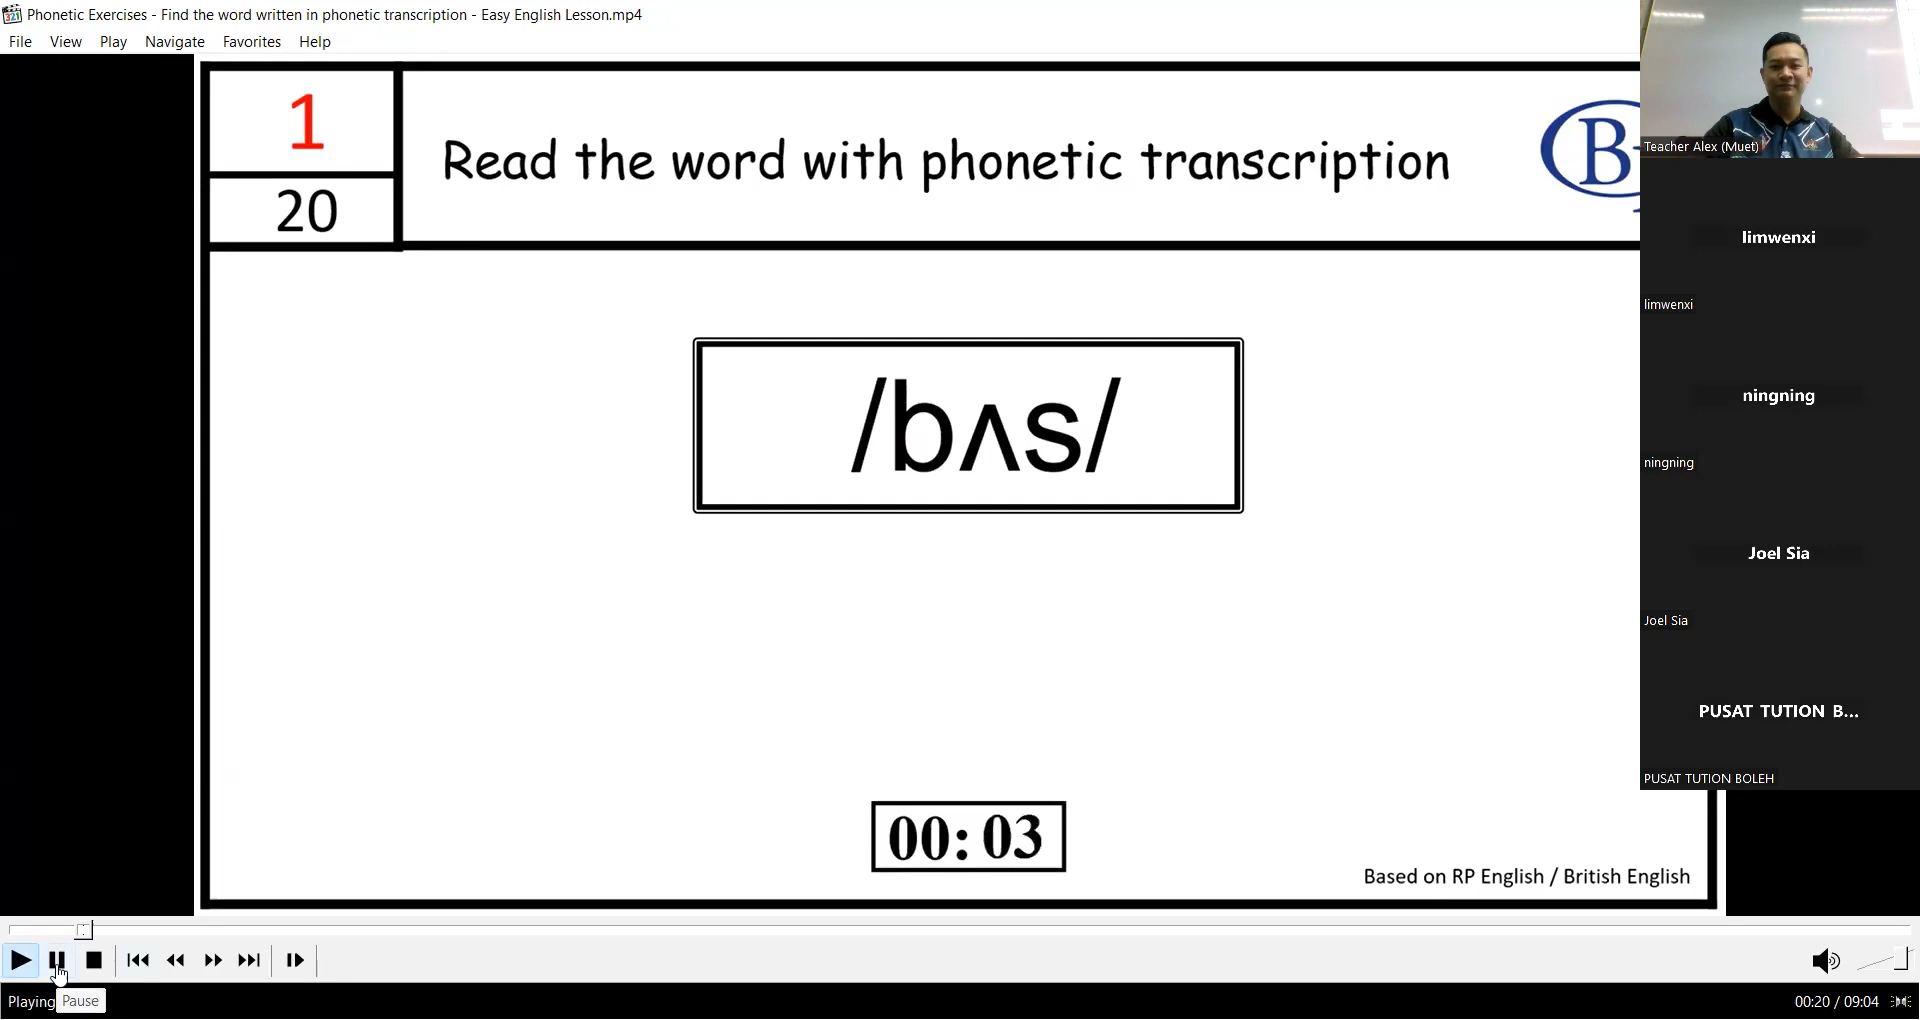 Phonetic Exercises - Find the word written in phonetic transcription - Easy English Lesson.mp4
File View Play Navigate Favorites Help
1
20
Read the word with phonetic transcription
B
/bʌs/
00:03
Based on RP English / British English
Teacher Alex (Muet)
limwenxi
limwenxi
ningning
ningning
Joel Sia
Joel Sia
PUSAT TUTION B...
PUSAT TUTION BOLEH
Playing
Pause
00:20 / 09:04